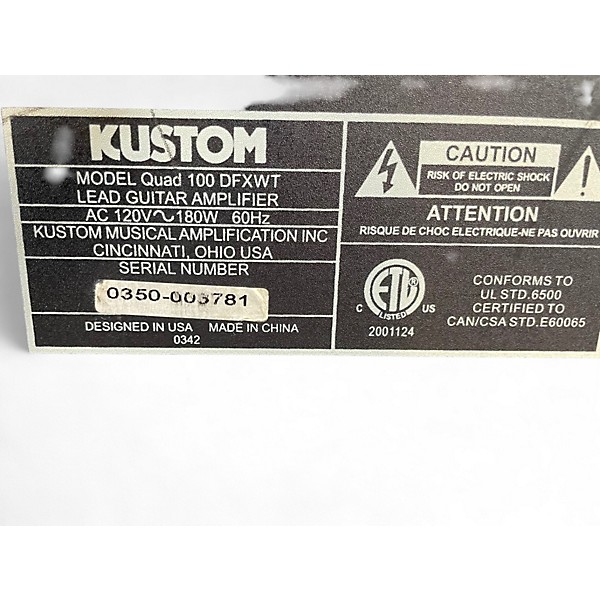 KUSTOM
MODEL Quad 100 DFXWT
LEAD GUITAR AMPLIFIER
AC 120V～180W 60Hz
KUSTOM MUSICAL AMPLIFICATION INC
CINCINNATI, OHIO USA
SERIAL NUMBER
0350-003781
DESIGNED IN USA MADE IN CHINA
0342
CAUTION
RISK OF ELECTRIC SHOCK
DO NOT OPEN
ATTENTION
RISQUE DE CHOC ELECTRIQUE-NE PAS OUVRIR
C ETL US
LISTED
2001124
CONFORMS TO
UL STD.6500
CERTIFIED TO
CAN/CSA STD.E60065